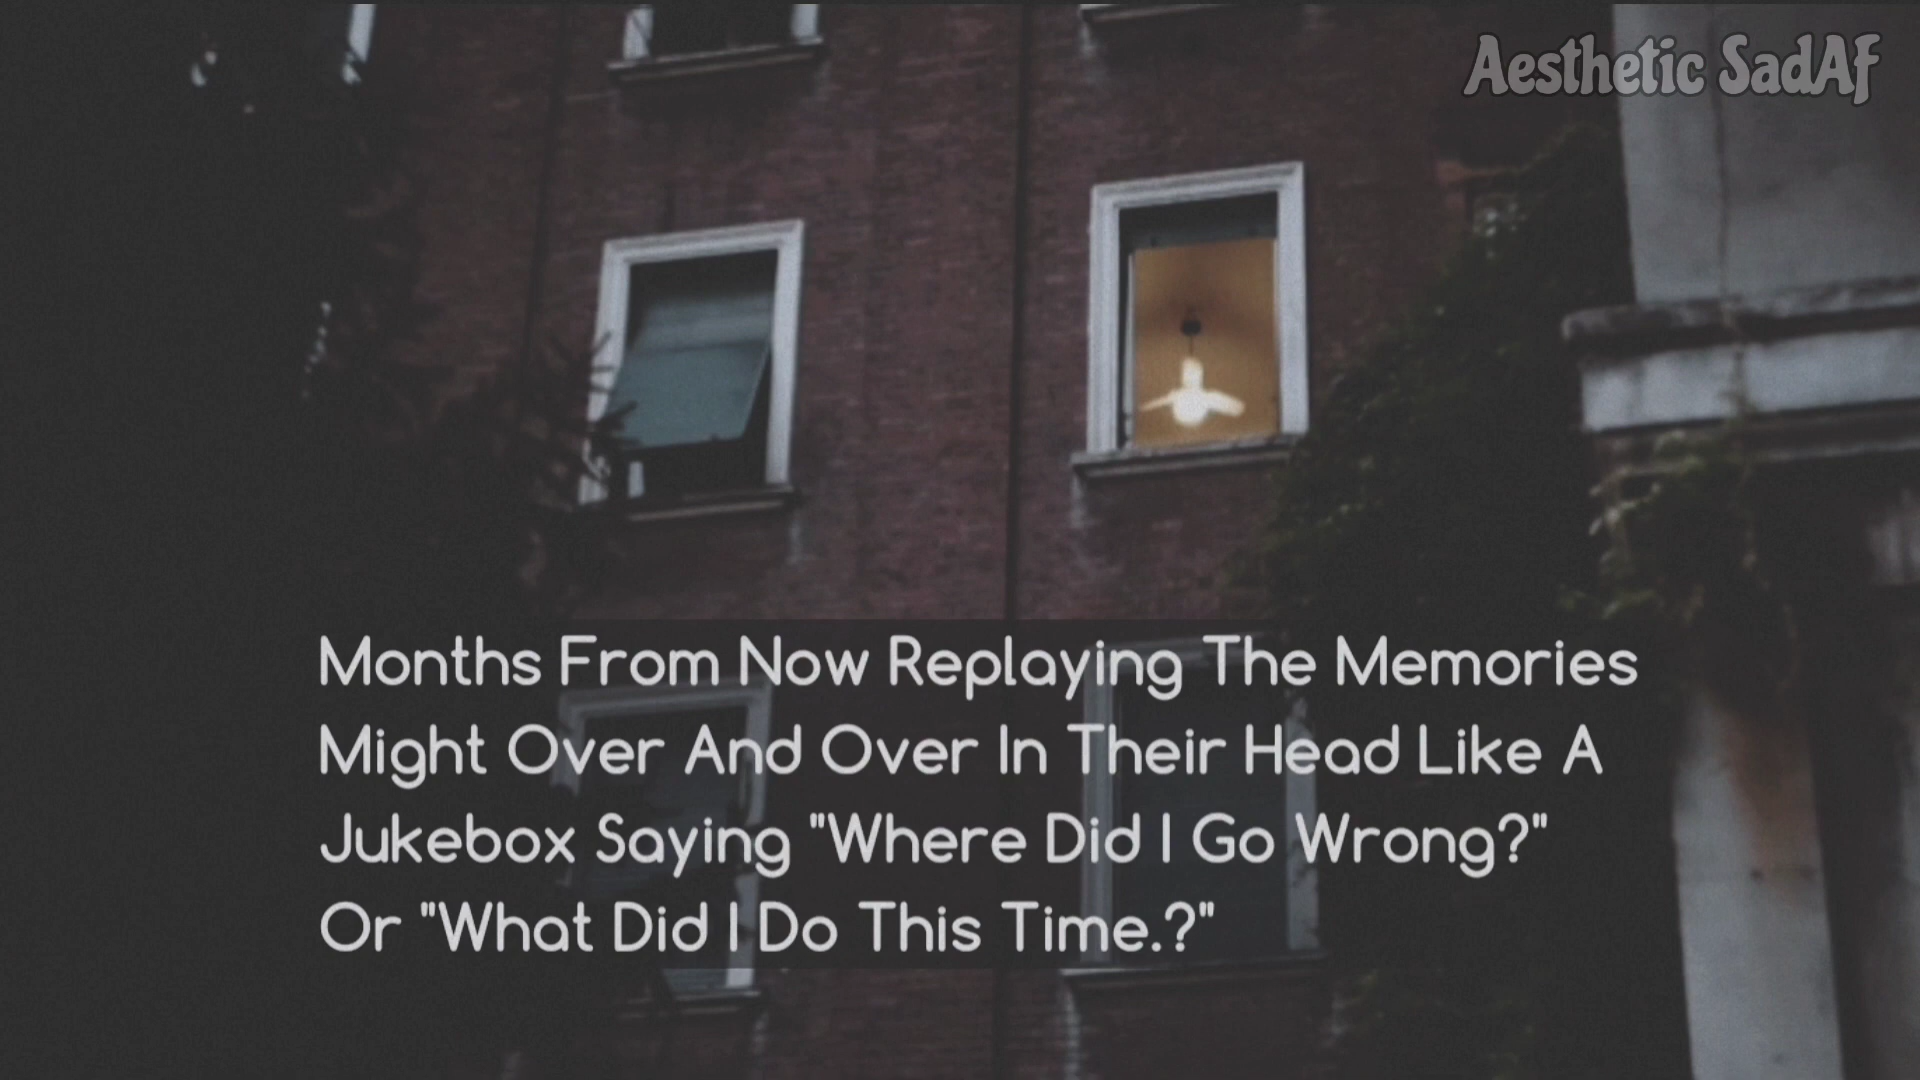 Aesthetic SadAf
Months From Now Replaying The Memories
Might Over And Over In Their Head Like A
Jukebox Saying "Where Did I Go Wrong?"
Or "What Did I Do This Time.?"